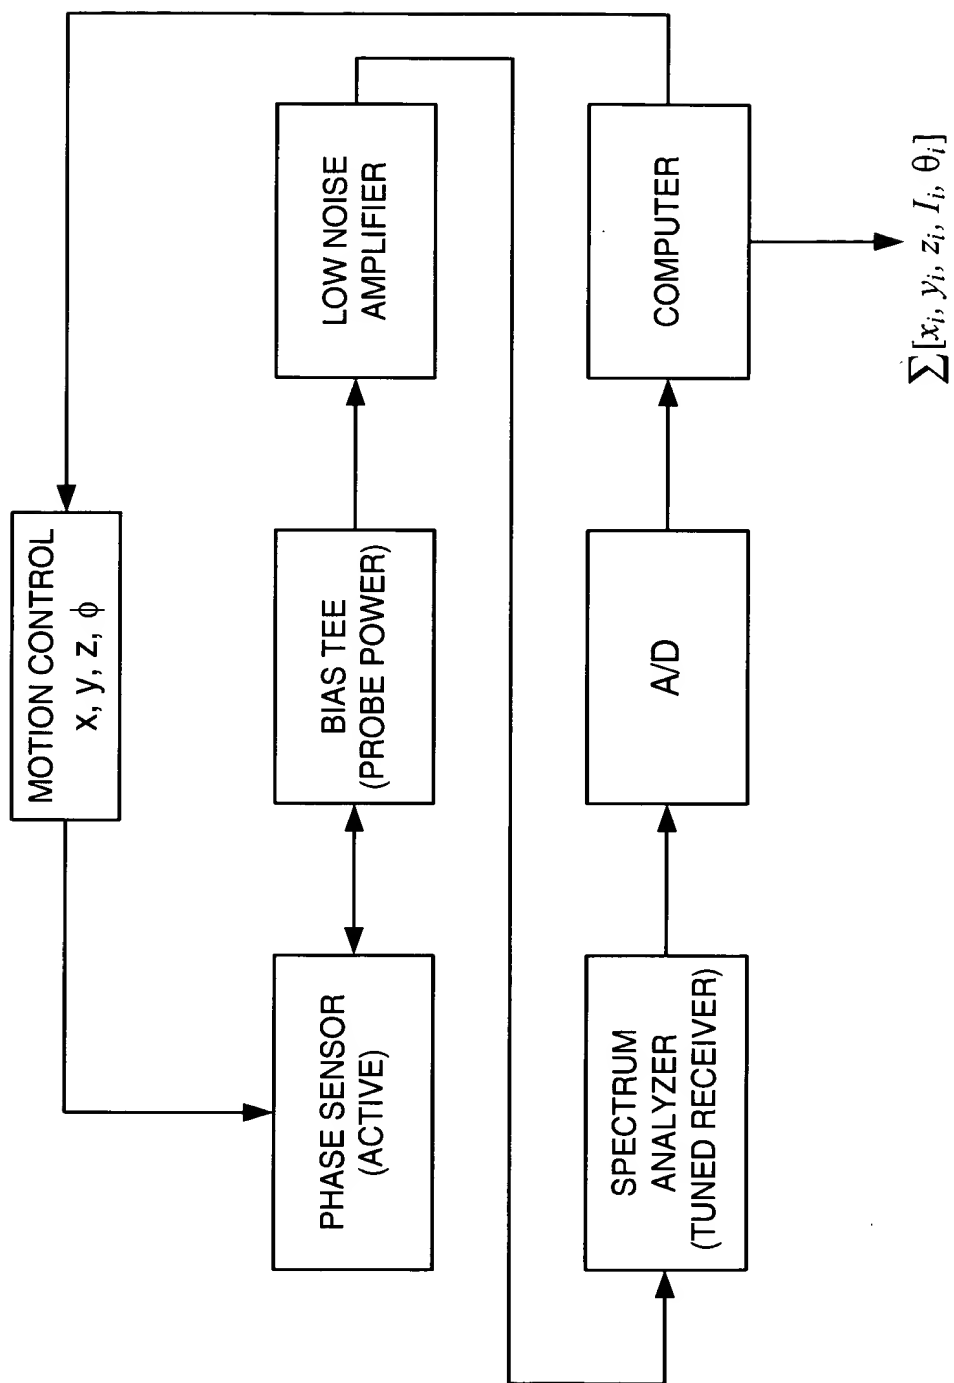 MOTION CONTROL
x, y, z, ϕ
PHASE SENSOR
(ACTIVE)
BIAS TEE
(PROBE POWER)
LOW NOISE
AMPLIFIER
SPECTRUM
ANALYZER
(TUNED RECEIVER)
A/D
COMPUTER
∑[xᵢ, yᵢ, zᵢ, Iᵢ, θᵢ]